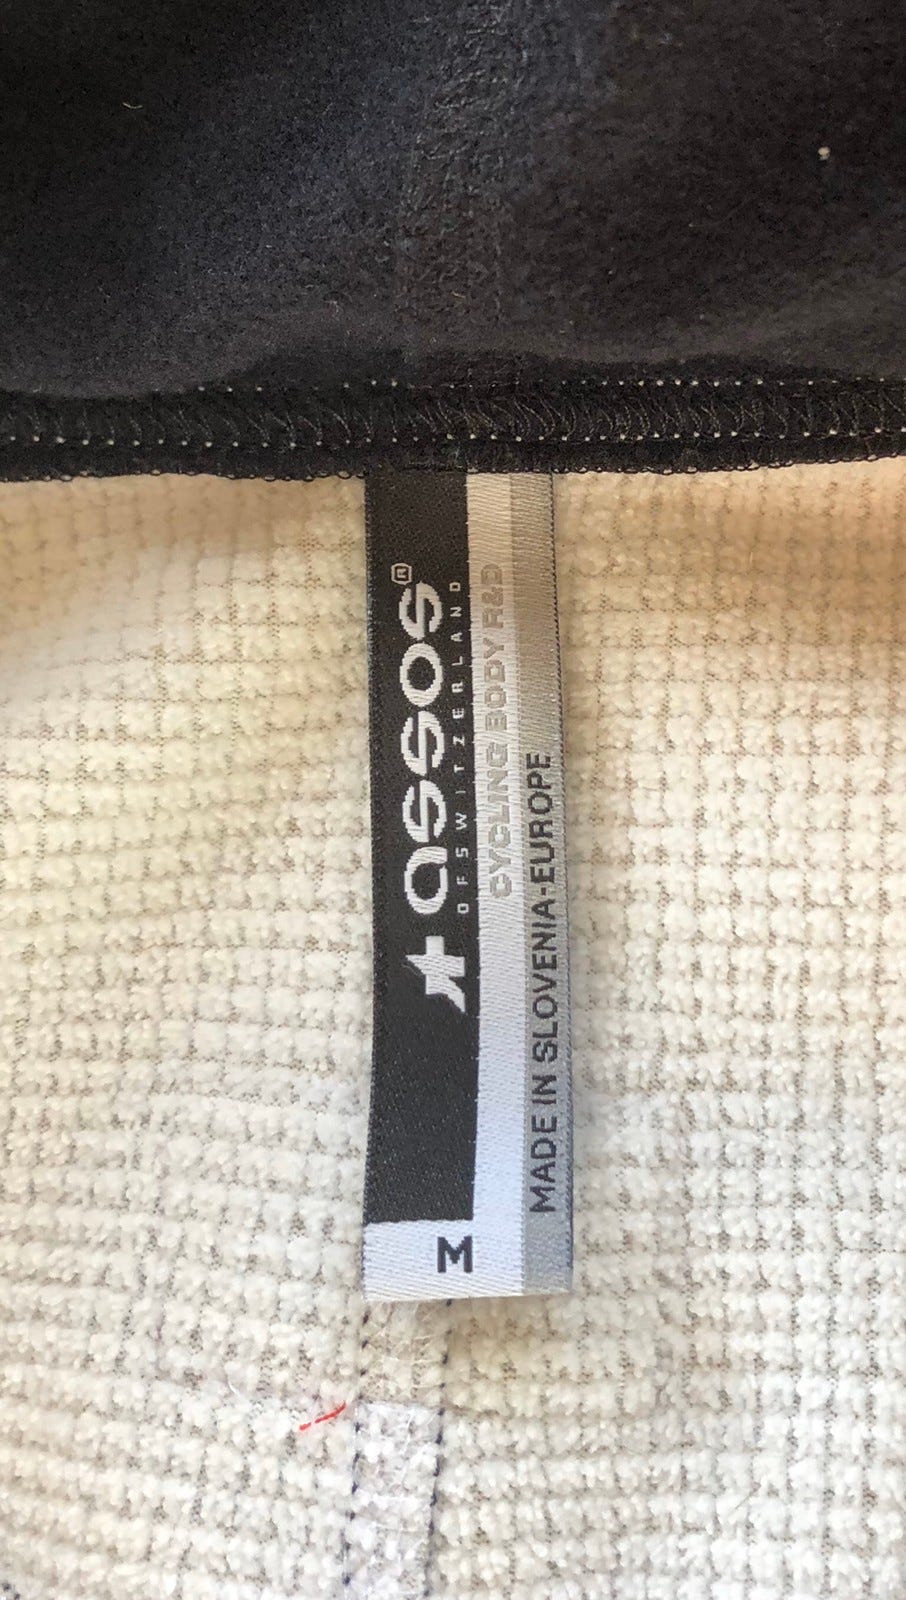 assos®
OF SWITZERLAND
CYCLING BODY R&D
MADE IN SLOVENIA-EUROPE
M